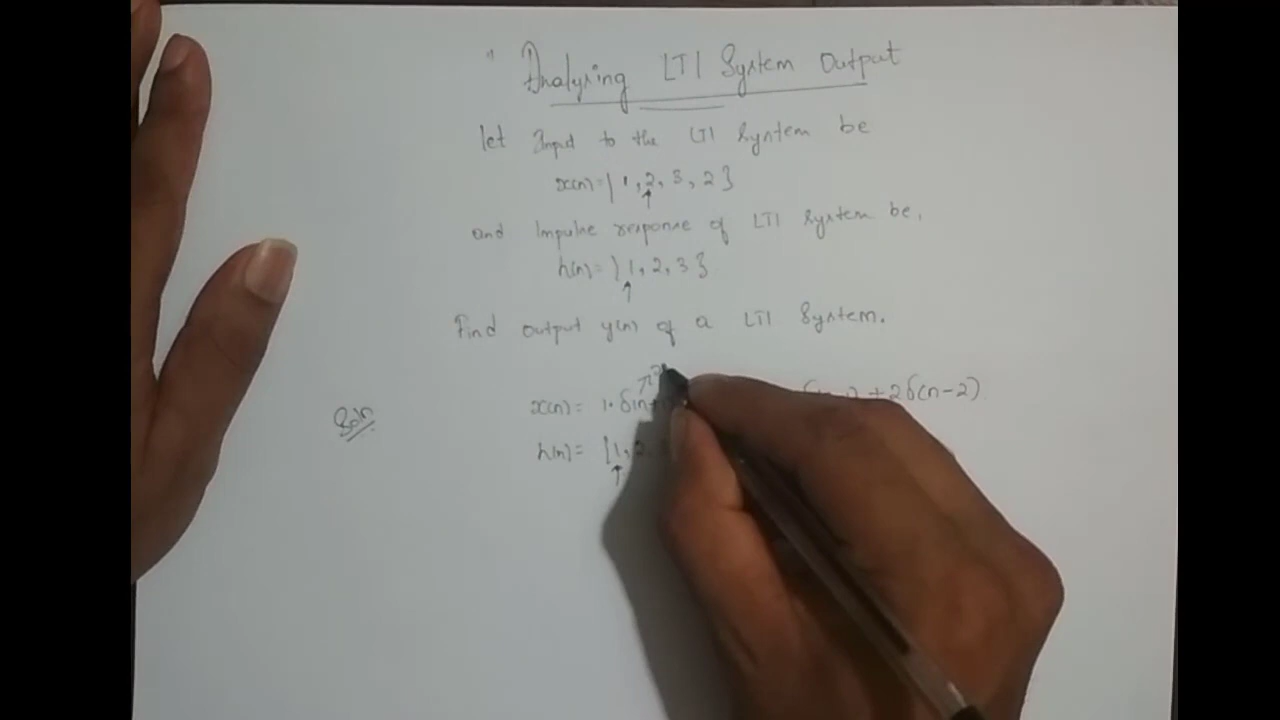 Analysing LTI System Output
let Input to the LTI System be
x(n)={1,2,3,2}
↑
and Impulse response of LTI System be,
h(n)={1,2,3}
↑
Find output y(n) of a LTI System.
Soln
x(n)= 1.δ(n+ +2δ(n-2)
h(n)= {1,2,
↑